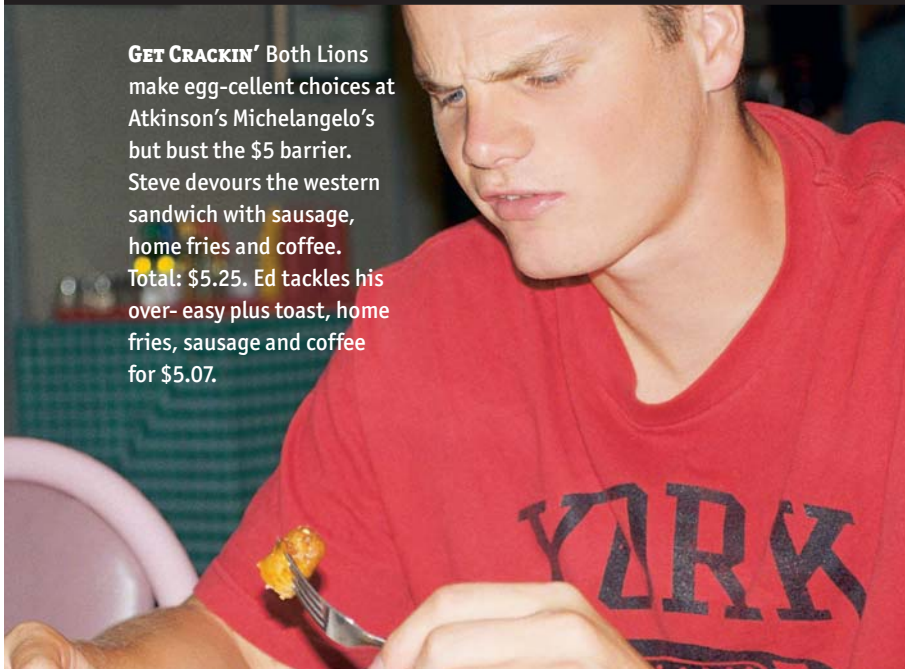 GET CRACKIN’ Both Lions
make egg-cellent choices at
Atkinson’s Michelangelo’s
but bust the $5 barrier.
Steve devours the western
sandwich with sausage,
home fries and coffee.
Total: $5.25. Ed tackles his
over- easy plus toast, home
fries, sausage and coffee
for $5.07.
YORK